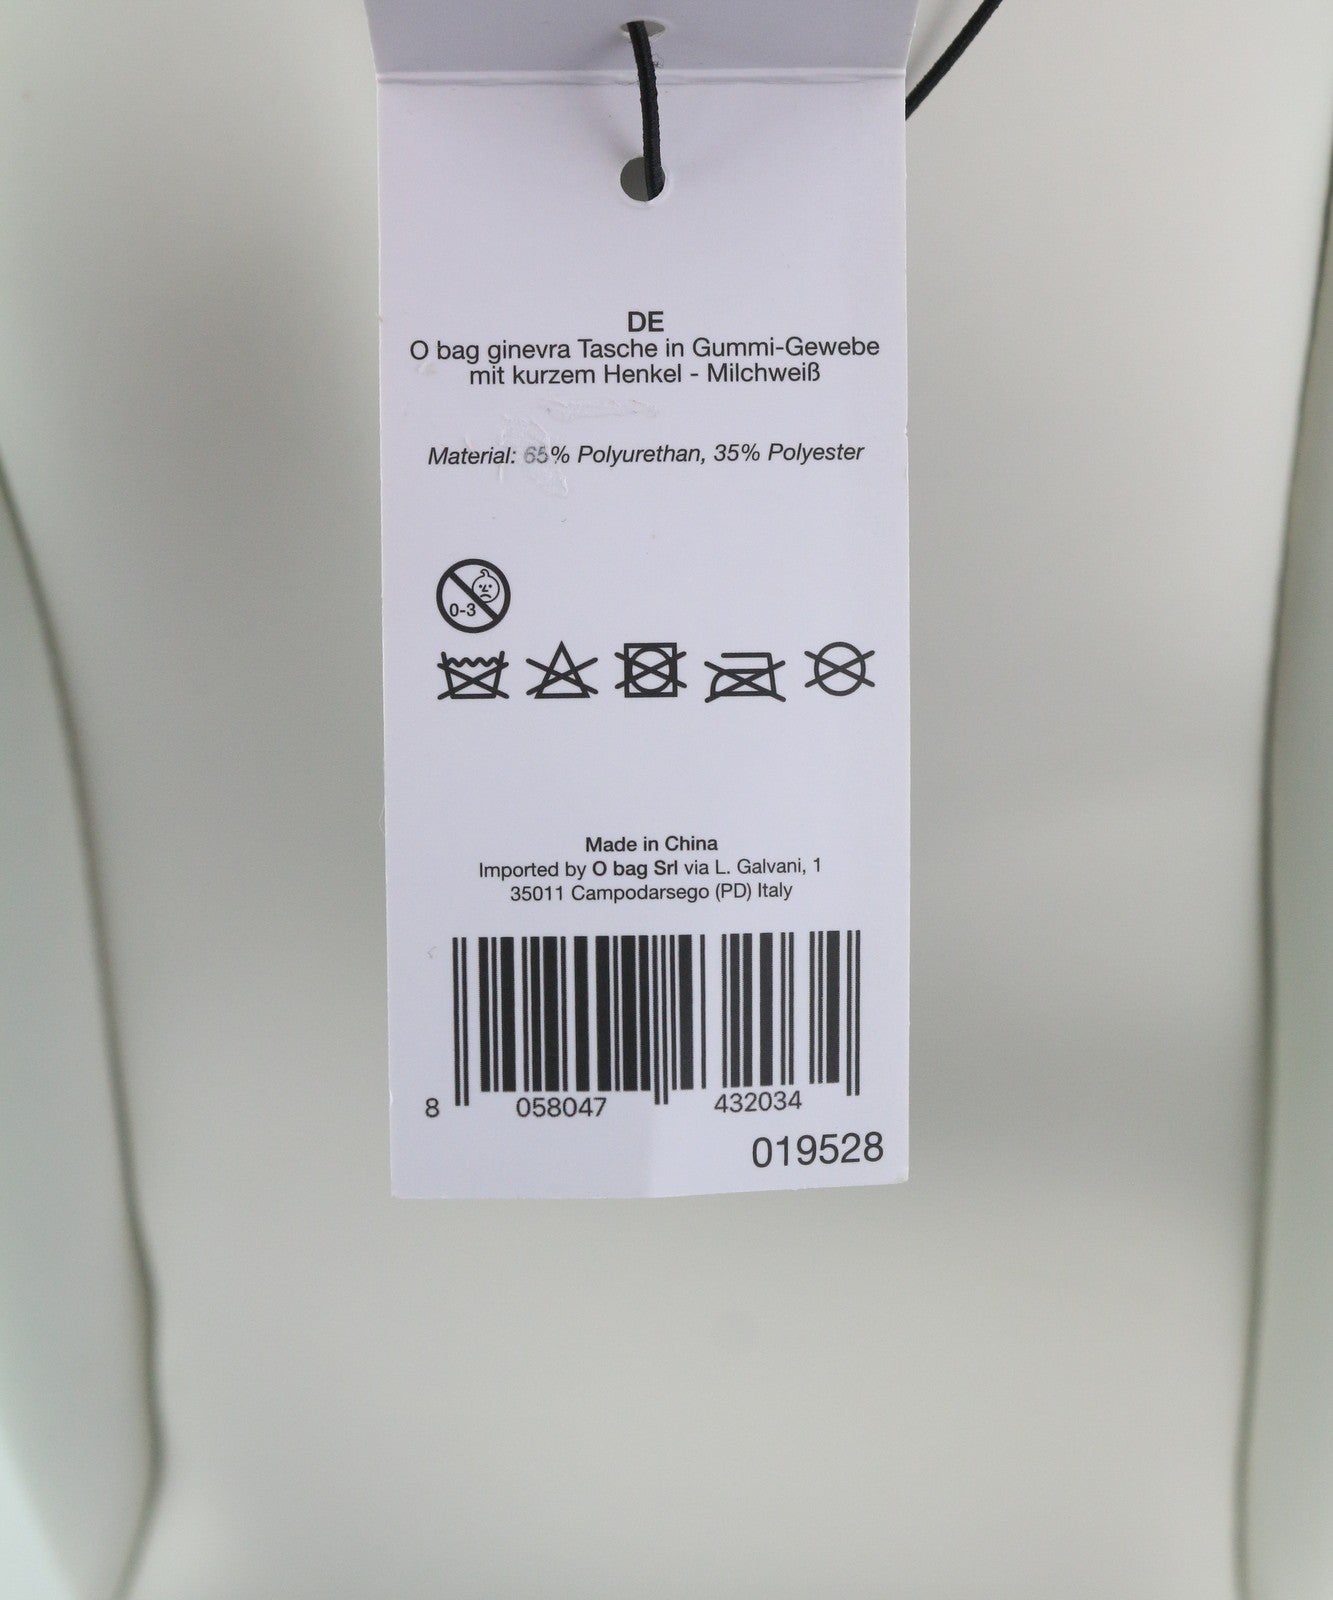 DE
O bag ginevra Tasche in Gummi-Gewebe
mit kurzem Henkel - Milchweiß
Material: 65% Polyurethan, 35% Polyester
0-3
Made in China
Imported by O bag Srl via L. Galvani, 1
35011 Campodarsego (PD) Italy
8 058047 432034
019528